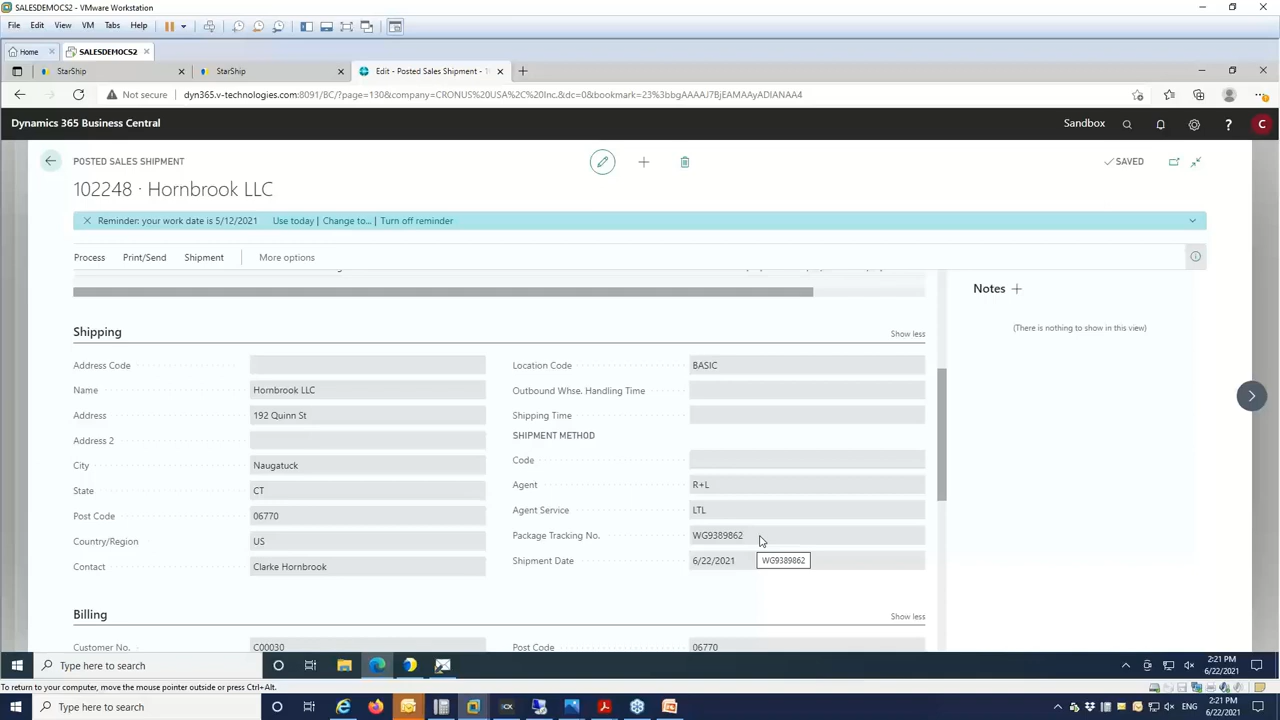 SALESDEMOCS2 - VMware Workstation
File Edit View VM Tabs Help
Home SALESDEMOCS2
StarShip StarShip Edit - Posted Sales Shipment - 1
Not secure dyn365.v-technologies.com:8091/BC/?page=130&company=CRONUS%20USA%2C%20Inc.&dc=0&bookmark=23%3bbgAAAAJ7BjEAMAAyADIANAA4
Dynamics 365 Business Central Sandbox ? C
POSTED SALES SHIPMENT SAVED
102248 · Hornbrook LLC
Reminder: your work date is 5/12/2021 Use today | Change to... | Turn off reminder
Process Print/Send Shipment More options
Notes
(There is nothing to show in this view)
Shipping Show less
Address Code Location Code BASIC
Name Hornbrook LLC Outbound Whse. Handling Time
Address 192 Quinn St Shipping Time
Address 2 SHIPMENT METHOD
City Naugatuck Code
State CT Agent R+L
Post Code 06770 Agent Service LTL
Country/Region US Package Tracking No. WG9389862
Contact Clarke Hornbrook Shipment Date 6/22/2021 WG9389862
Billing Show less
Customer No. C00030 Post Code 06770
Type here to search 2:21 PM
6/22/2021
To return to your computer, move the mouse pointer outside or press Ctrl+Alt.
Type here to search ENG 2:21 PM
6/22/2021